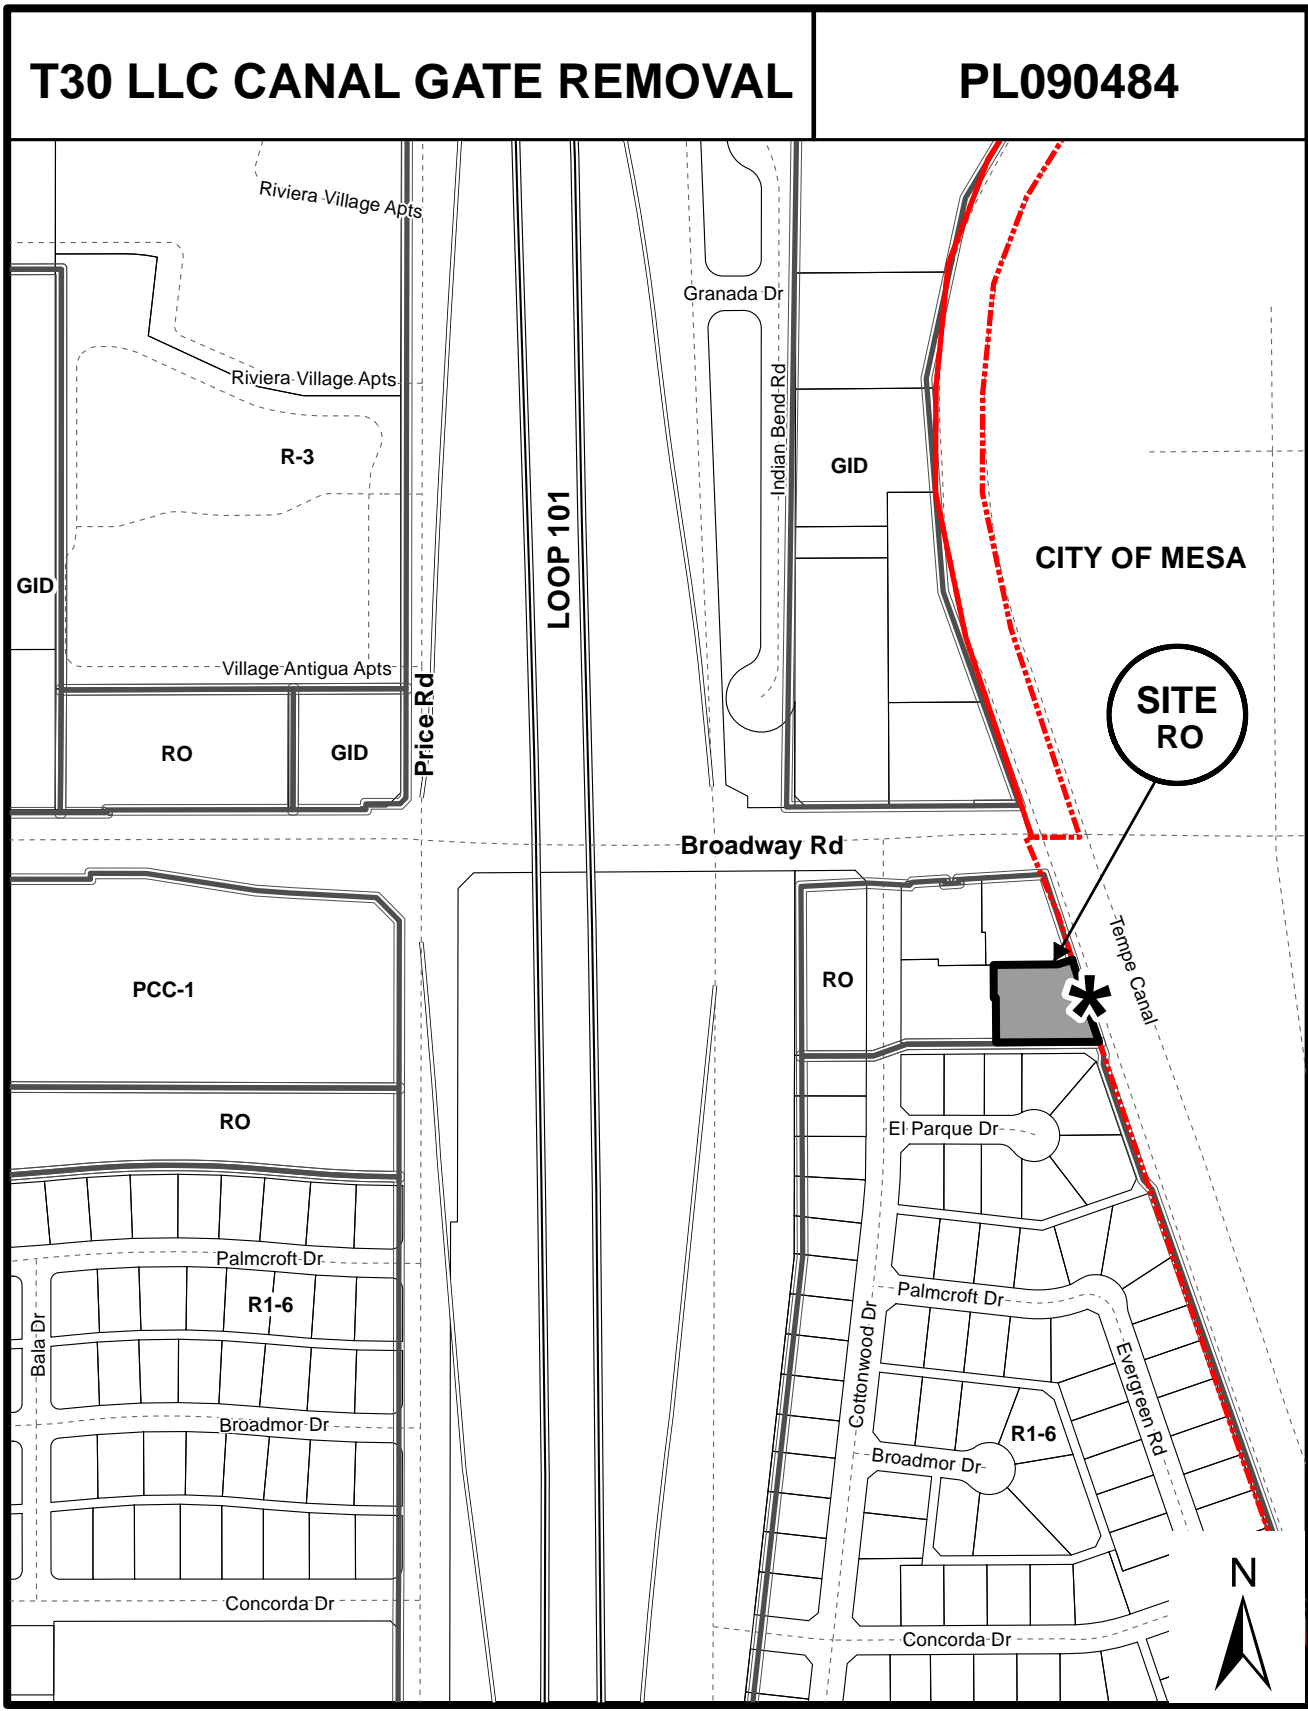 T30 LLC CANAL GATE REMOVAL
PL090484
Riviera Village Apts
Granada Dr
Riviera Village Apts
Indian Bend Rd
R-3
GID
LOOP 101
CITY OF MESA
GID
Village Antigua Apts
Price Rd
SITE
RO
RO
GID
Broadway Rd
Tempe Canal
PCC-1
RO
*
RO
El Parque Dr
Palmcroft Dr
Palmcroft Dr
R1-6
Bala Dr
Cottonwood Dr
Evergreen Rd
Broadmor Dr
R1-6
Broadmor Dr
N
Concorda Dr
Concorda Dr